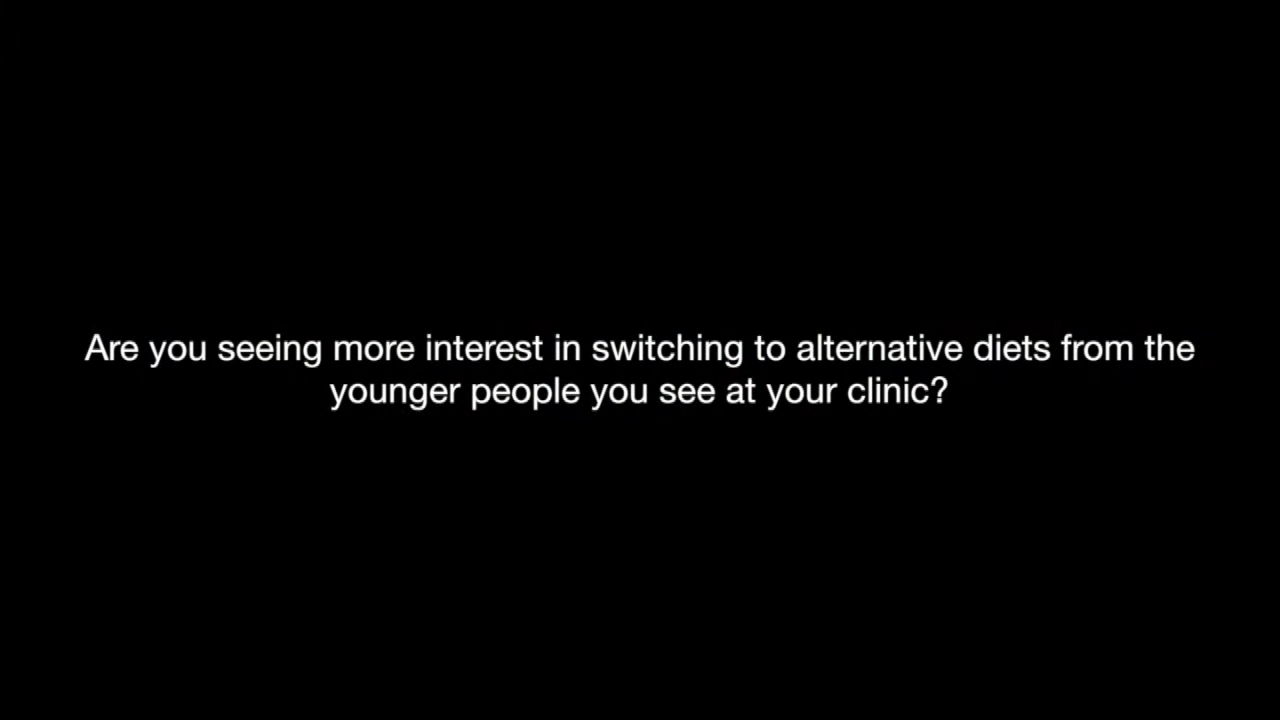 Are you seeing more interest in switching to alternative diets from the
younger people you see at your clinic?